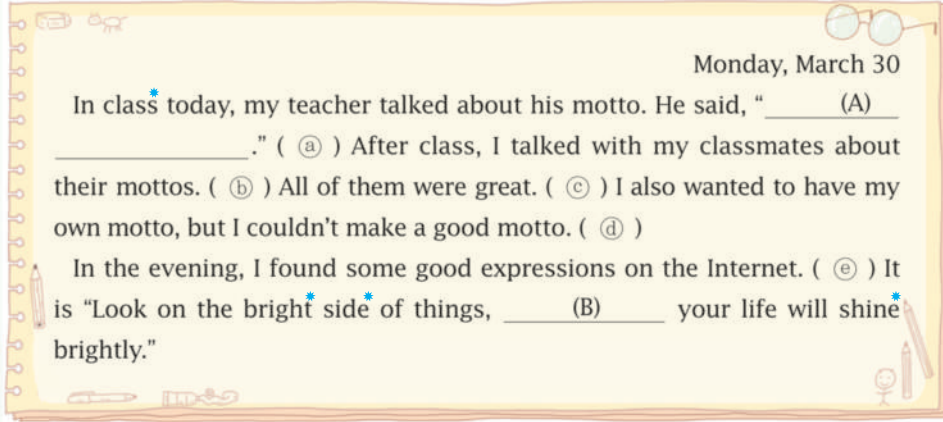 Monday, March 30
In class* today, my teacher talked about his motto. He said, “ (A)
.” ( ⓐ ) After class, I talked with my classmates about
their mottos. ( ⓑ ) All of them were great. ( ⓒ ) I also wanted to have my
own motto, but I couldn’t make a good motto. ( ⓓ )
In the evening, I found some good expressions on the Internet. ( ⓔ ) It
is “Look on the bright* side* of things, (B) your life will shine*
brightly.”